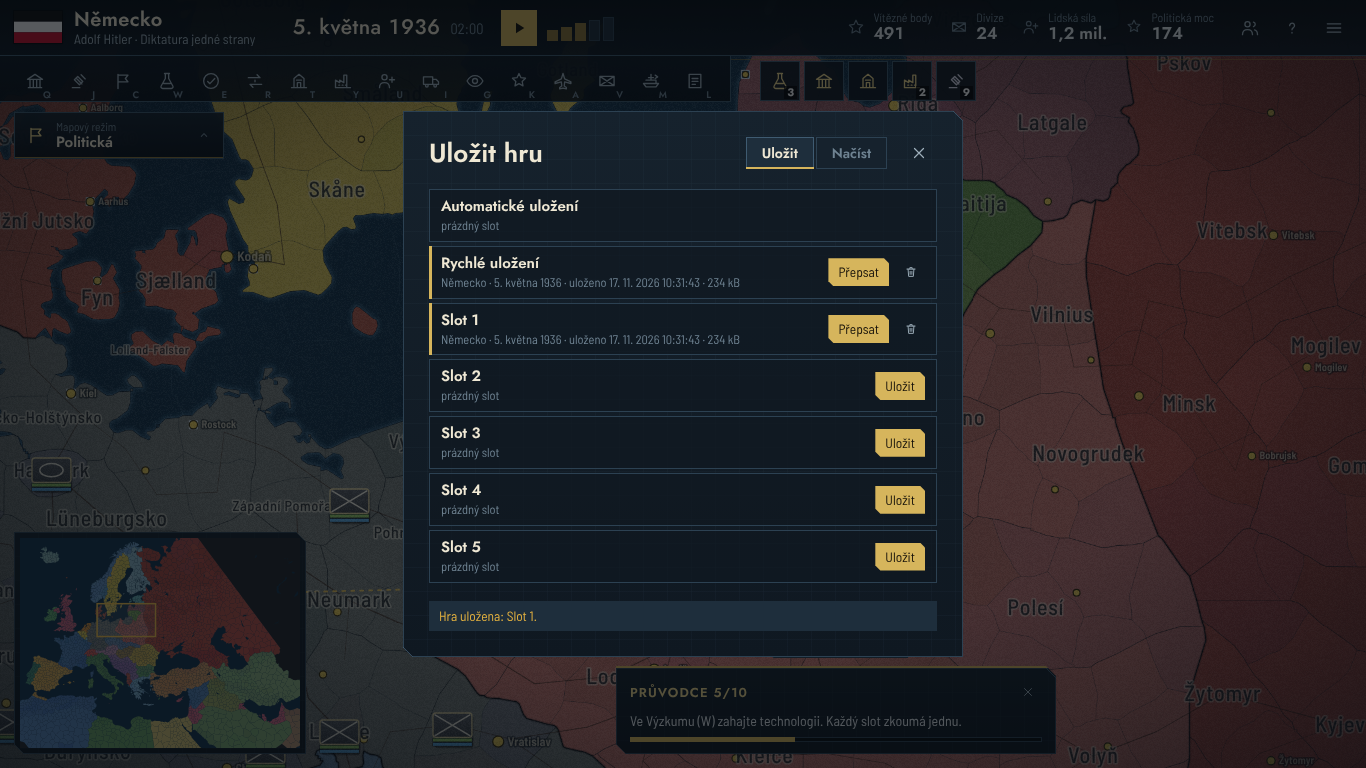 Německo
Adolf Hitler · Diktatura jedné strany
5. května 1936 02:00
Vítězné body
491
Divize
24
Lidská síla
1,2 mil.
Politická moc
174
?
Q J C W E R T Y U I G K A V M L
3 2 9
Mapový režim
Politická
Uložit hru
Uložit
Načíst
Automatické uložení
prázdný slot
Rychlé uložení
Německo · 5. května 1936 · uloženo 17. 11. 2026 10:31:43 · 234 kB
Přepsat
Slot 1
Německo · 5. května 1936 · uloženo 17. 11. 2026 10:31:43 · 234 kB
Přepsat
Slot 2
prázdný slot
Uložit
Slot 3
prázdný slot
Uložit
Slot 4
prázdný slot
Uložit
Slot 5
prázdný slot
Uložit
Hra uložena: Slot 1.
PRŮVODCE 5/10
Ve Výzkumu (W) zahajte technologii. Každý slot zkoumá jednu.
Aalborg
Pskov
Riga
Latgale
Skåne
Aarhus
žní Jutsko
aitija
Vitebsk
Vitebsk
Kodaň
Sjælland
Fyn
Vilnius
Lolland-Falster
Mogilev
Mogilev
Kiel
Minsk
ko-Holštýnsko
Rostock
no
Novogrudek
Bobrujsk
Gom
Západní Pomoř
Lüneburgsko
Pohr
Neumark
Polesí
Žytomyr
Kyjev
Vratislav
Kielce
Volyň
Žytomyr